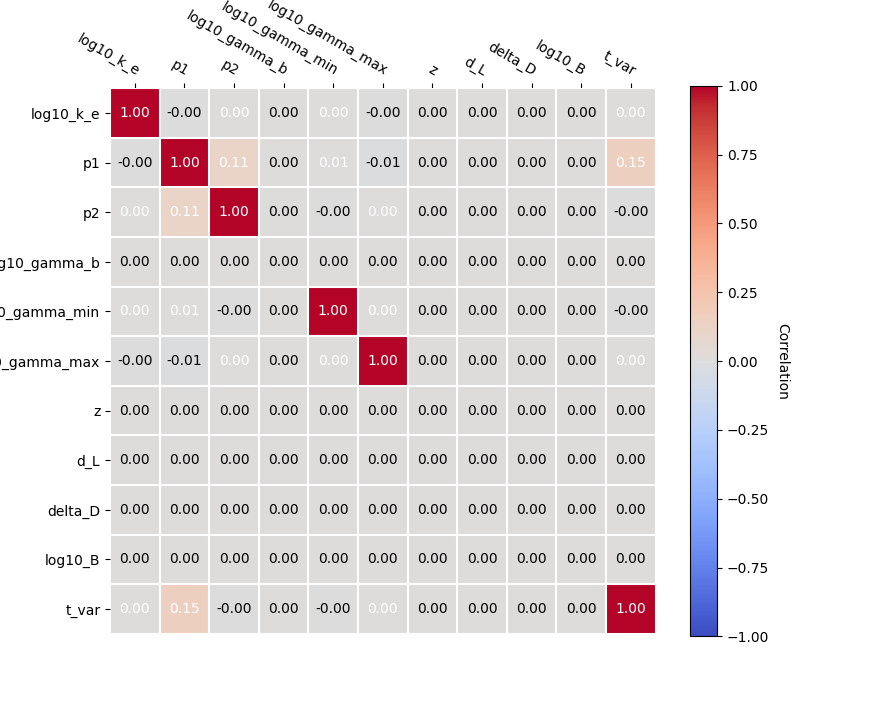 log10_k_e p1 p2 log10_gamma_b log10_gamma_min log10_gamma_max z d_L delta_D log10_B t_var
log10_k_e 1.00 -0.00 0.00 0.00 0.00 -0.00 0.00 0.00 0.00 0.00 0.00
p1 -0.00 1.00 0.11 0.00 0.01 -0.01 0.00 0.00 0.00 0.00 0.15
p2 0.00 0.11 1.00 0.00 -0.00 0.00 0.00 0.00 0.00 0.00 -0.00
g10_gamma_b 0.00 0.00 0.00 0.00 0.00 0.00 0.00 0.00 0.00 0.00 0.00
0_gamma_min 0.00 0.01 -0.00 0.00 1.00 0.00 0.00 0.00 0.00 0.00 -0.00
0_gamma_max -0.00 -0.01 0.00 0.00 0.00 1.00 0.00 0.00 0.00 0.00 0.00
z 0.00 0.00 0.00 0.00 0.00 0.00 0.00 0.00 0.00 0.00 0.00
d_L 0.00 0.00 0.00 0.00 0.00 0.00 0.00 0.00 0.00 0.00 0.00
delta_D 0.00 0.00 0.00 0.00 0.00 0.00 0.00 0.00 0.00 0.00 0.00
log10_B 0.00 0.00 0.00 0.00 0.00 0.00 0.00 0.00 0.00 0.00 0.00
t_var 0.00 0.15 -0.00 0.00 -0.00 0.00 0.00 0.00 0.00 0.00 1.00
1.00
0.75
0.50
0.25
0.00
−0.25
−0.50
−0.75
−1.00
Correlation